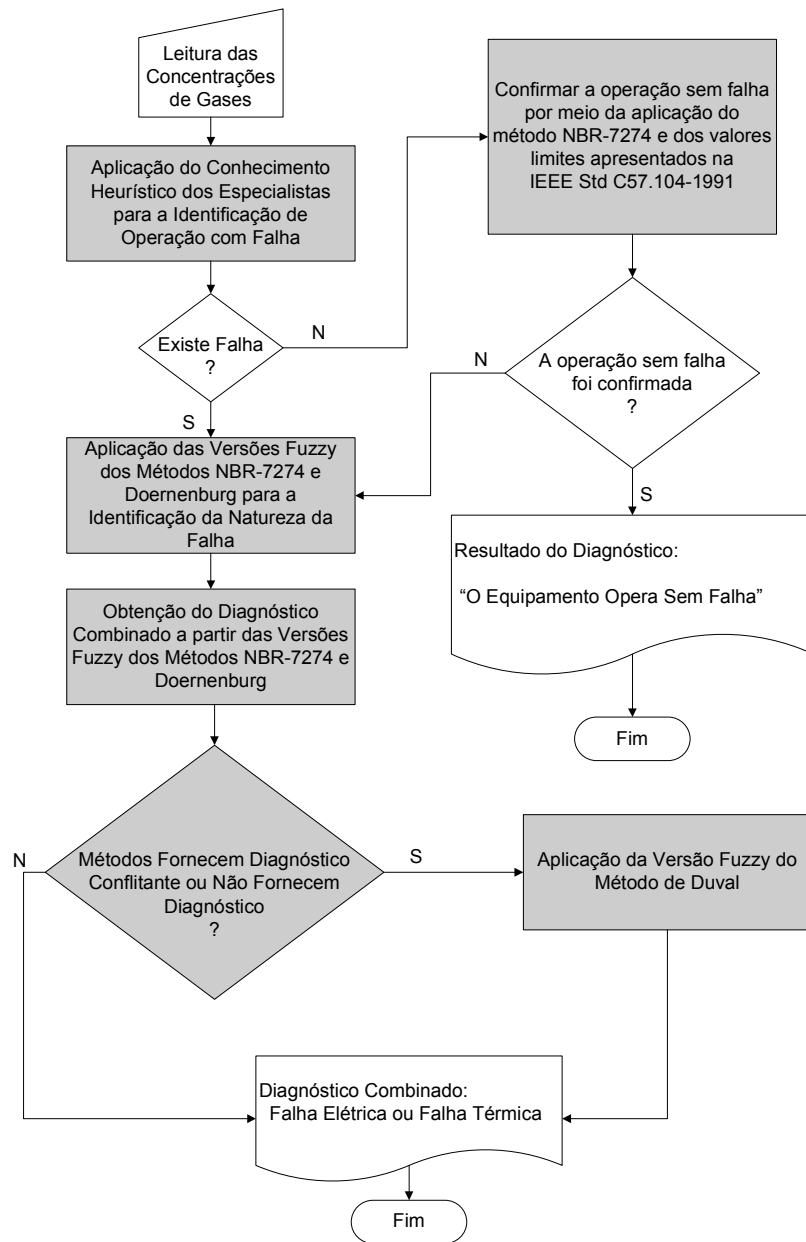 Leitura das
Concentrações
de Gases
Aplicação do Conhecimento
Heurístico dos Especialistas
para a Identificação de
Operação com Falha
Existe Falha
?
N
S
Confirmar a operação sem falha
por meio da aplicação do
método NBR-7274 e dos valores
limites apresentados na
IEEE Std C57.104-1991
A operação sem falha
foi confirmada
?
N
S
Resultado do Diagnóstico:
“O Equipamento Opera Sem Falha”
Fim
Aplicação das Versões Fuzzy
dos Métodos NBR-7274 e
Doernenburg para a
Identificação da Natureza da
Falha
Obtenção do Diagnóstico
Combinado a partir das Versões
Fuzzy dos Métodos NBR-7274 e
Doernenburg
Métodos Fornecem Diagnóstico
Conflitante ou Não Fornecem
Diagnóstico
?
N
S
Aplicação da Versão Fuzzy do
Método de Duval
Diagnóstico Combinado:
Falha Elétrica ou Falha Térmica
Fim